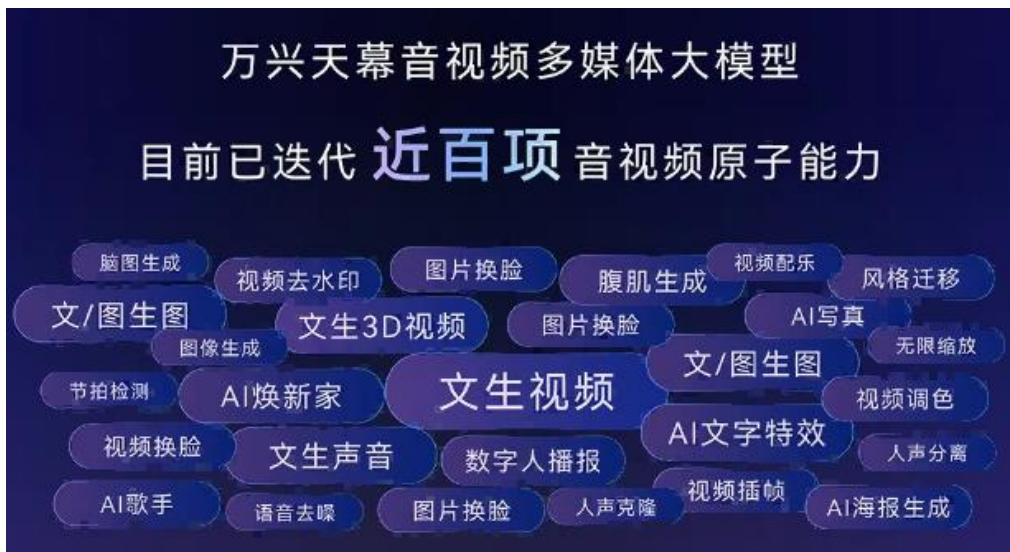 万兴天幕音视频多媒体大模型
目前已迭代 近百项 音视频原子能力
脑图生成
视频去水印
图片换脸
腹肌生成
视频配乐
风格迁移
文/图生图
文生3D视频
图片换脸
AI写真
图像生成
文/图生图
无限缩放
节拍检测
AI焕新家
文生视频
视频调色
视频换脸
文生声音
数字人播报
AI文字特效
人声分离
AI歌手
语音去噪
图片换脸
人声克隆
视频插帧
AI海报生成